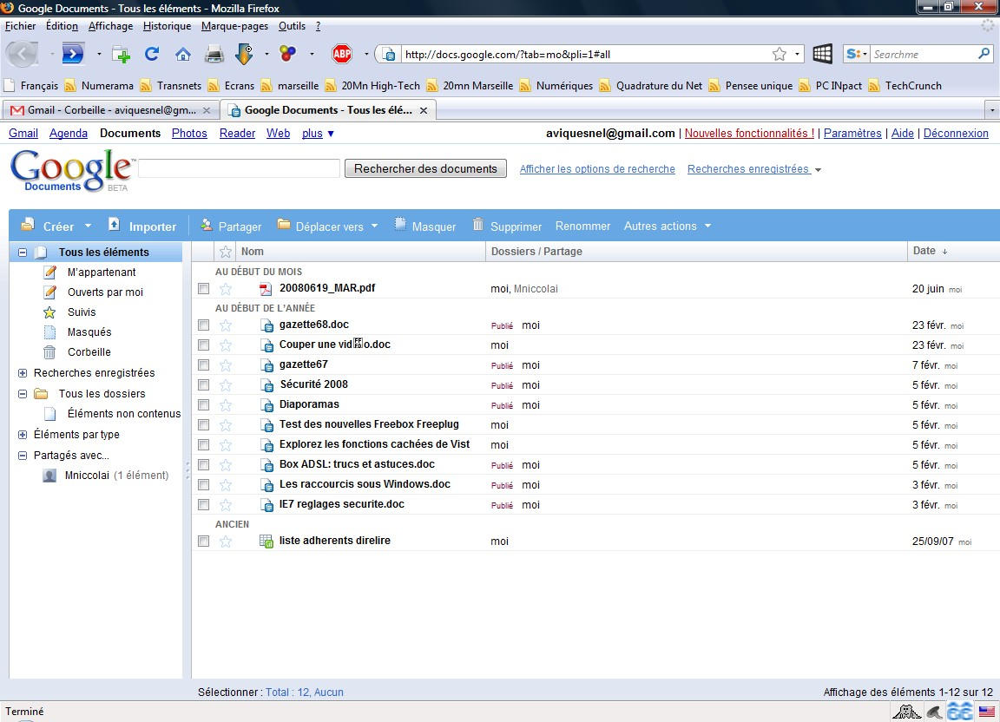 Google Documents - Tous les éléments - Mozilla Firefox
Fichier Édition Affichage Historique Marque-pages Outils ?
ABP http://docs.google.com/?tab=mo&pli=1#all S: Searchme
Français Numerama Transnets Ecrans marseille 20Mn High-Tech 20mn Marseille Numériques Quadrature du Net Pensee unique PC INpact TechCrunch
Gmail - Corbeille - aviquesnel@gm... Google Documents - Tous les élé...
Gmail Agenda Documents Photos Reader Web plus ▼ aviquesnel@gmail.com | Nouvelles fonctionnalités ! | Paramètres | Aide | Déconnexion
Google™ Documents BETA Rechercher des documents Afficher les options de recherche Recherches enregistrées
Créer Importer Partager Déplacer vers Masquer Supprimer Renommer Autres actions
Tous les éléments
M'appartenant
Ouverts par moi
Suivis
Masqués
Corbeille
Recherches enregistrées
Tous les dossiers
Éléments non contenus
Éléments par type
Partagés avec...
Mniccolai (1 élément)
Nom Dossiers / Partage Date ↓
AU DÉBUT DU MOIS
20080619_MAR.pdf moi, Mniccolai 20 juin moi
AU DÉBUT DE L'ANNÉE
gazette68.doc Publié moi 23 févr. moi
Couper une vid o.doc moi 23 févr. moi
gazette67 Publié moi 7 févr. moi
Sécurité 2008 Publié moi 5 févr. moi
Diaporamas Publié moi 5 févr. moi
Test des nouvelles Freebox Freeplug moi 5 févr. moi
Explorez les fonctions cachées de Vist moi 5 févr. moi
Box ADSL: trucs et astuces.doc Publié moi 5 févr. moi
Les raccourcis sous Windows.doc Publié moi 3 févr. moi
IE7 reglages securite.doc Publié moi 3 févr. moi
ANCIEN
liste adherents direlire moi 25/09/07 moi
Sélectionner : Total : 12, Aucun Affichage des éléments 1-12 sur 12
Terminé